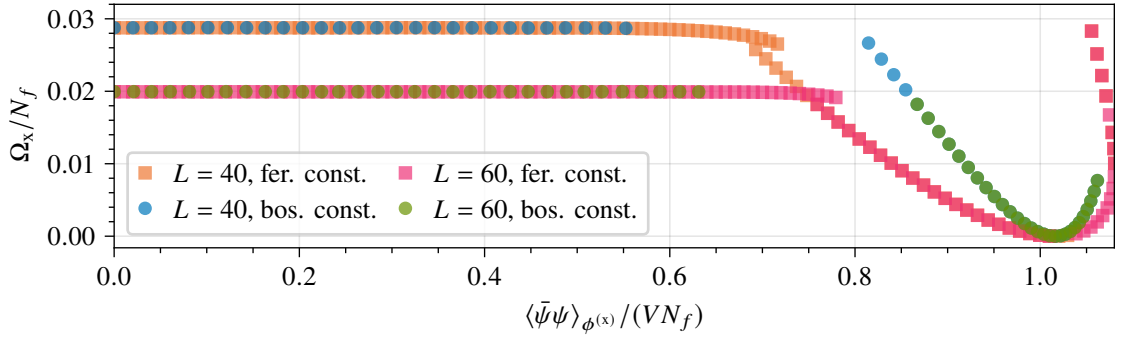 0.03
0.02
0.01
0.00
Ω_x/N_f
L = 40, fer. const.
L = 60, fer. const.
L = 40, bos. const.
L = 60, bos. const.
0.0 0.2 0.4 0.6 0.8 1.0
⟨ψ̄ψ⟩_{ϕ^{(x)}}/(VN_f)